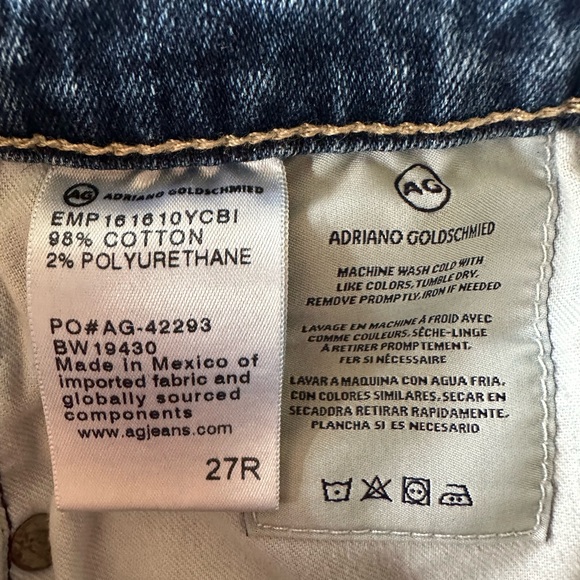 AG ADRIANO GOLDSCHMIED
EMP161610YCBI
98% COTTON
2% POLYURETHANE
PO#AG-42293
BW19430
Made in Mexico of
imported fabric and
globally sourced
components
www.agjeans.com
27R
AG
ADRIANO GOLDSCHMIED
MACHINE WASH COLD WITH
LIKE COLORS, TUMBLE DRY.
REMOVE PROMPTLY, IRON IF NEEDED
LAVAGE EN MACHINE À FROID AVEC
COMME COULEURS. SÈCHE-LINGE
À RETIRER PROMPTEMENT,
FER SI NÉCESSAIRE
LAVAR A MAQUINA CON AGUA FRIA,
CON COLORES SIMILARES. SECAR EN
SECADORA RETIRAR RAPIDAMENTE.
PLANCHA SI ES NECESARIO